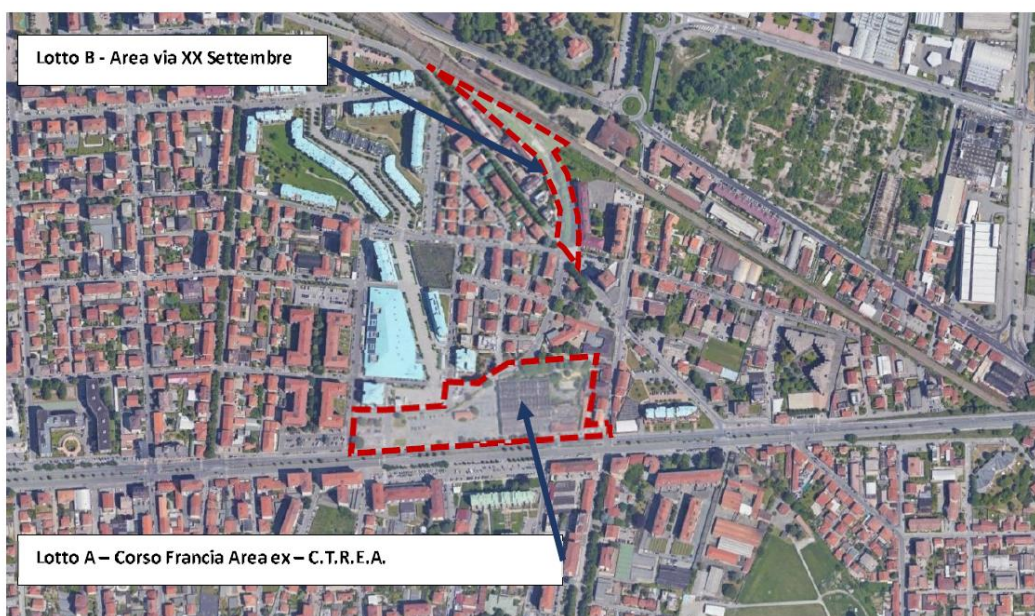 Lotto B - Area via XX Settembre
Lotto A – Corso Francia Area ex – C.T.R.E.A.